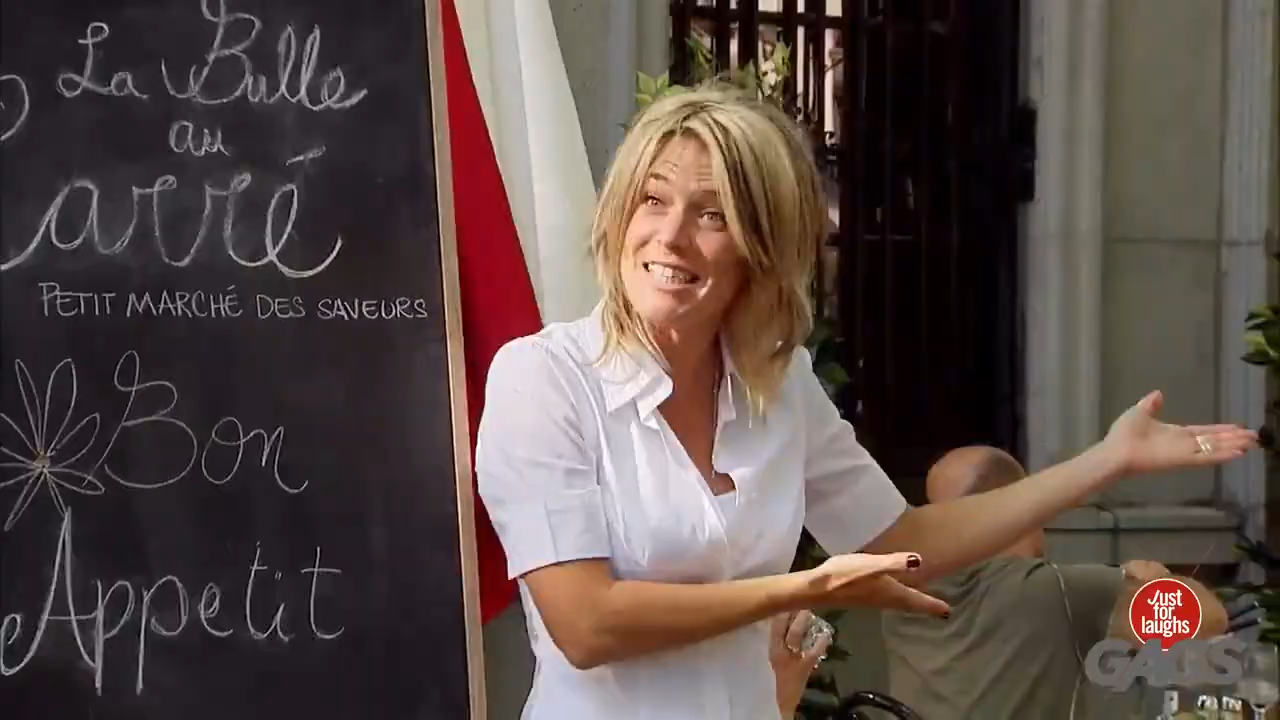 La Bulle
au
arré
PETIT MARCHÉ DES SAVEURS
Bon
Appetit
Just
for
laughs
GAGS